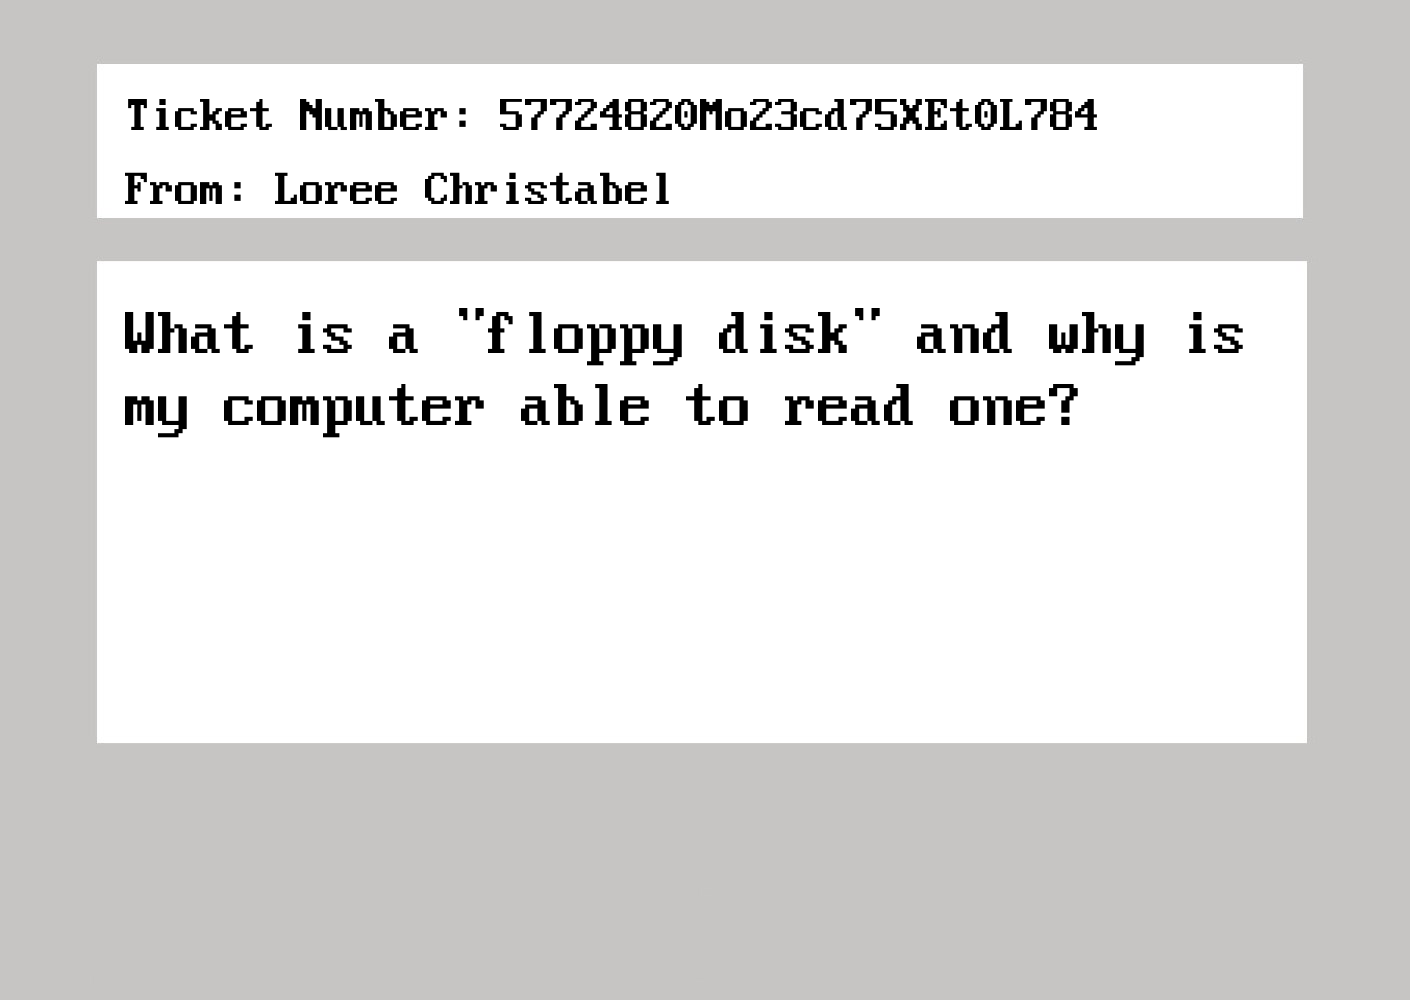 Ticket Number: 57724820Mo23cd75XEt0L784
From: Loree Christabel
What is a "floppy disk" and why is
my computer able to read one?